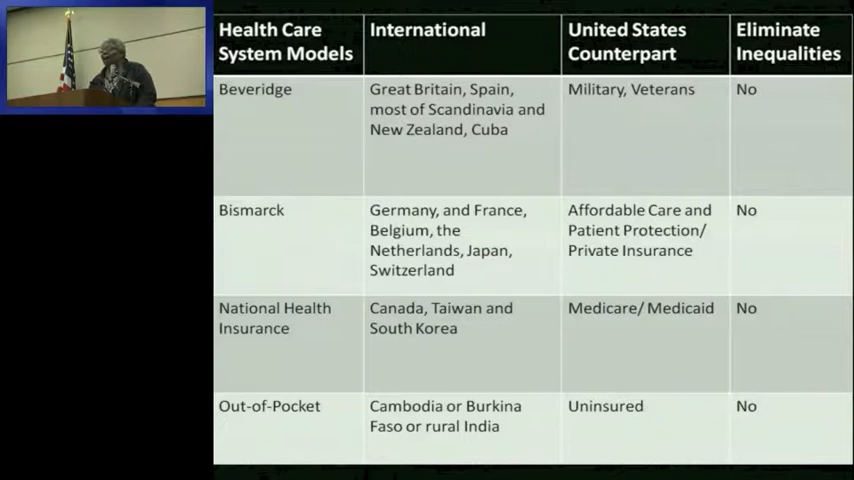 Health Care System Models
International
United States Counterpart
Eliminate Inequalities
Beveridge
Great Britain, Spain,
most of Scandinavia and
New Zealand, Cuba
Military, Veterans
No
Bismarck
Germany, and France,
Belgium, the
Netherlands, Japan,
Switzerland
Affordable Care and
Patient Protection/
Private Insurance
No
National Health
Insurance
Canada, Taiwan and
South Korea
Medicare/ Medicaid
No
Out-of-Pocket
Cambodia or Burkina
Faso or rural India
Uninsured
No